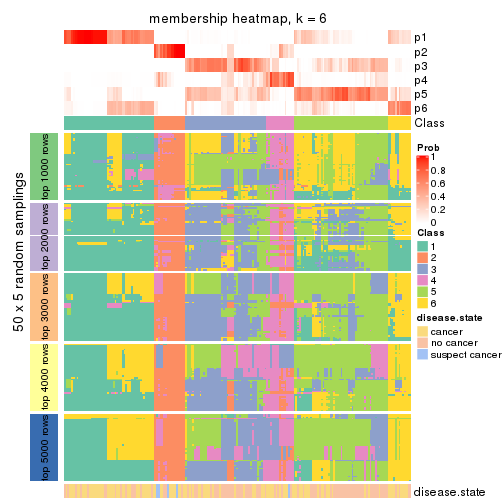 membership heatmap, k = 6
p1
p2
p3
p4
p5
p6
Class
50 x 5 random samplings
top 1000 rows
top 2000 rows
top 3000 rows
top 4000 rows
top 5000 rows
disease.state
Prob
1
0.8
0.6
0.4
0.2
0
Class
1
2
3
4
5
6
disease.state
cancer
no cancer
suspect cancer